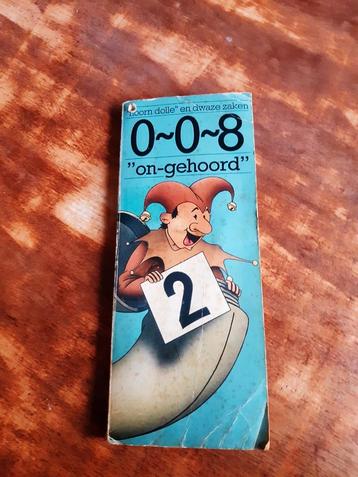 "hoorn dolle" en dwaze zaken
0~0~8
"on-gehoord"
2